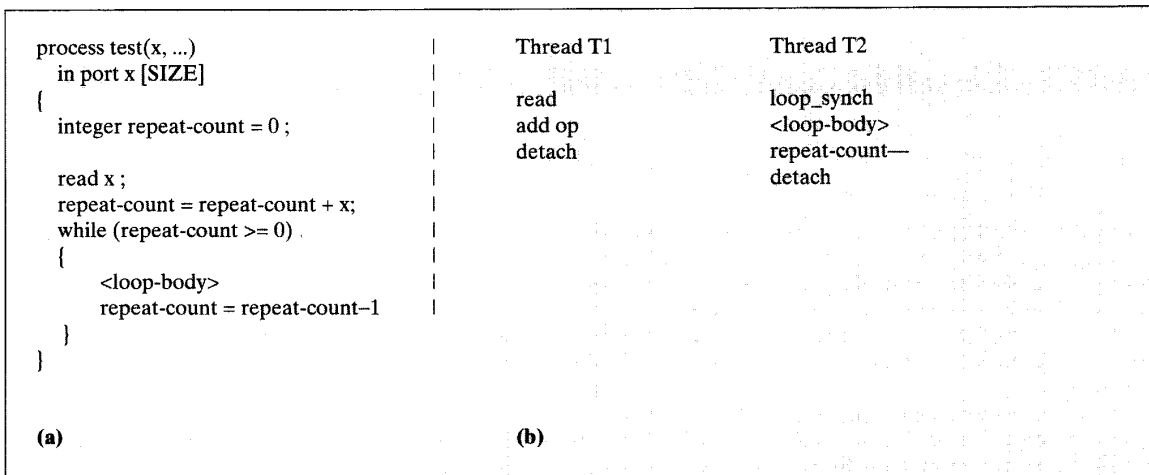 process test(x, ...)
in port x [SIZE]
{
integer repeat-count = 0 ;
read x ;
repeat-count = repeat-count + x;
while (repeat-count >= 0)
{
<loop-body>
repeat-count = repeat-count–1
}
}
(a)
Thread T1
read
add op
detach
Thread T2
loop_synch
<loop-body>
repeat-count—
detach
(b)